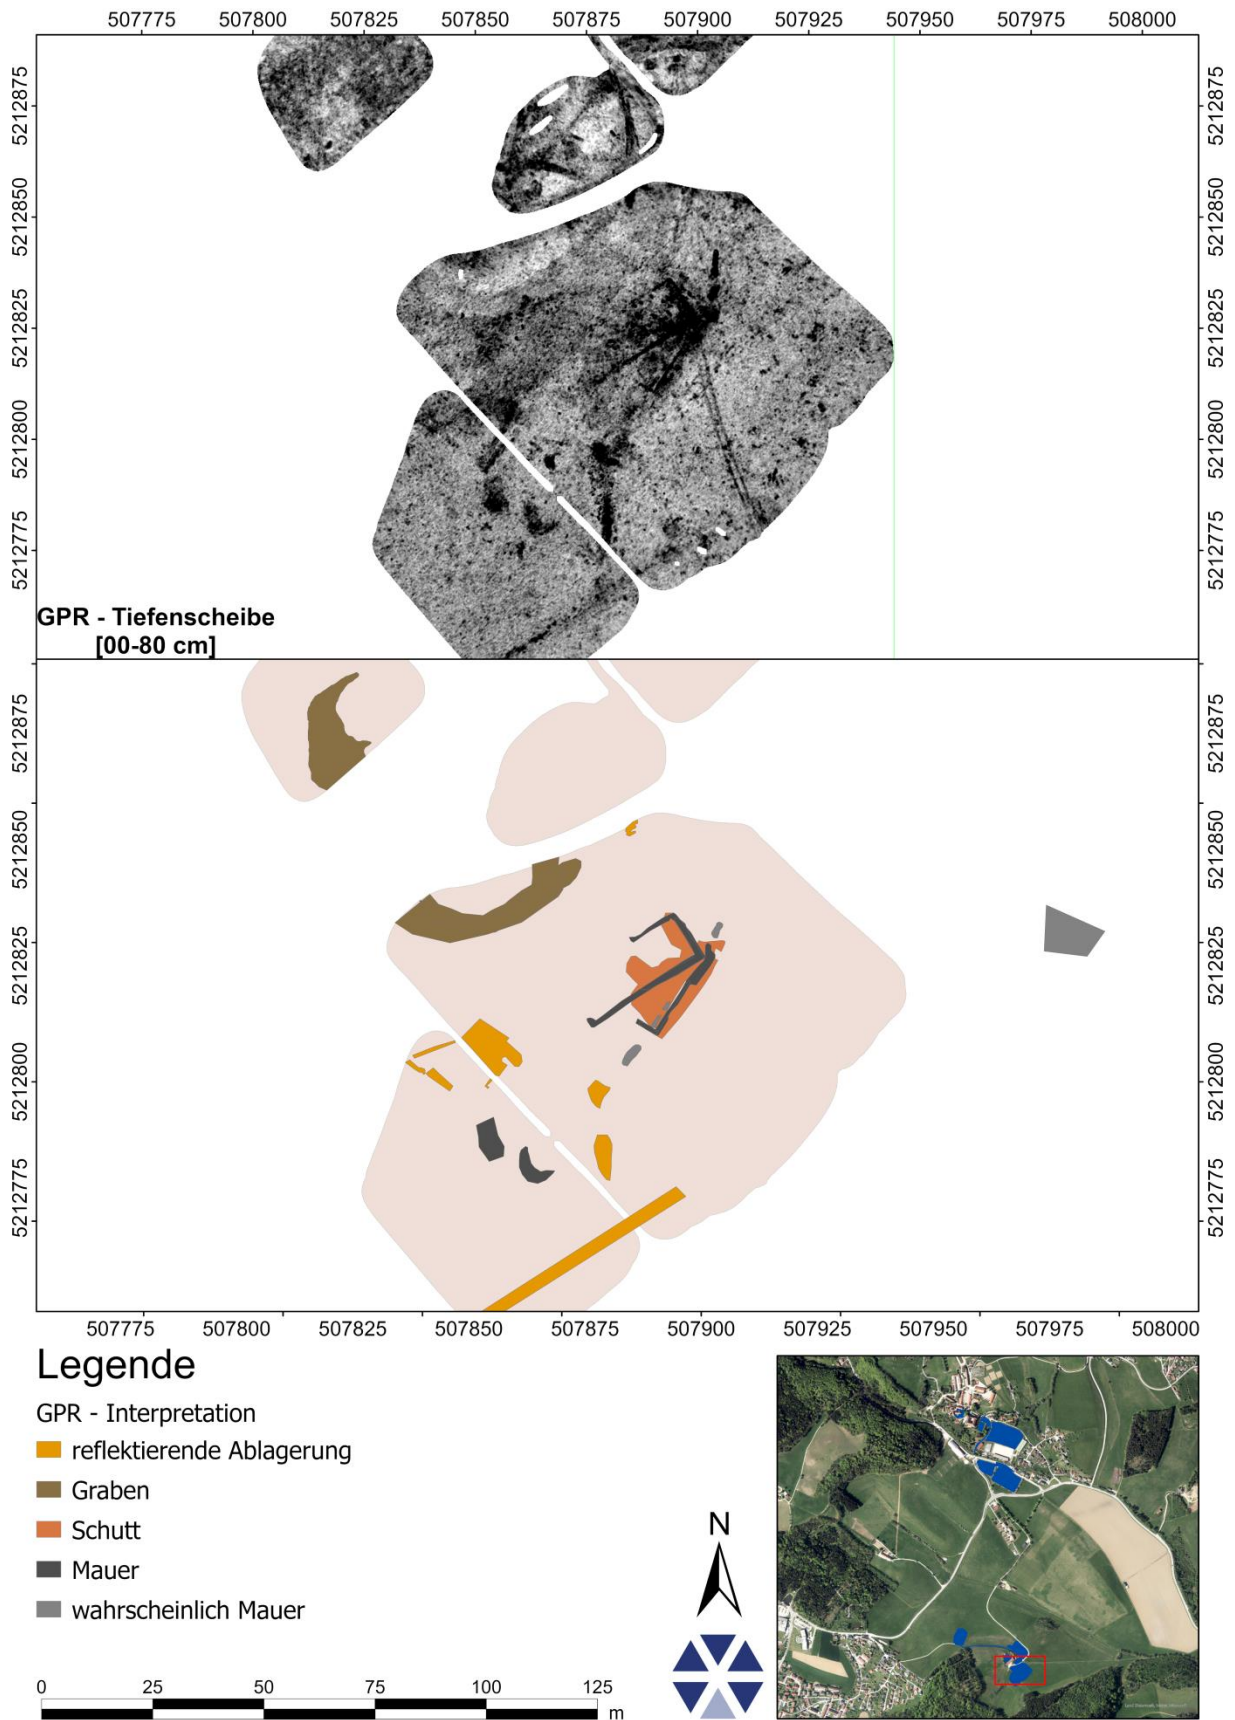 507775 507800 507825 507850 507875 507900 507925 507950 507975 508000
5212875 5212875
5212850 5212850
5212825 5212825
5212800 5212800
5212775 5212775
GPR - Tiefenscheibe
[00-80 cm]
5212875 5212875
5212850 5212850
5212825 5212825
5212800 5212800
5212775 5212775
507775 507800 507825 507850 507875 507900 507925 507950 507975 508000
Legende
GPR - Interpretation
reflektierende Ablagerung
Graben
Schutt
Mauer
wahrscheinlich Mauer
N
0 25 50 75 100 125
m